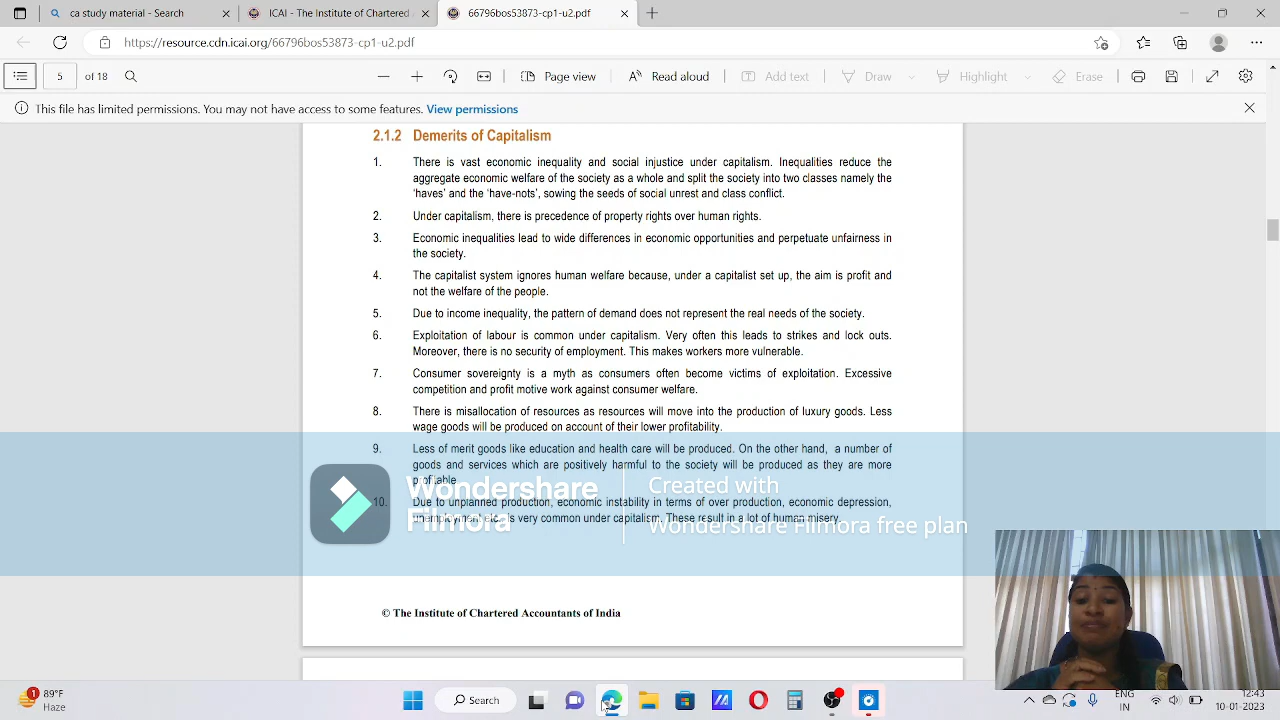 ca study material - Search
ICAI - The Institute of Chartered
66796bos53873-cp1-u2.pdf
https://resource.cdn.icai.org/66796bos53873-cp1-u2.pdf
5 of 18
Page view
Read aloud
Add text
Draw
Highlight
Erase
This file has limited permissions. You may not have access to some features. View permissions
2.1.2 Demerits of Capitalism
1. There is vast economic inequality and social injustice under capitalism. Inequalities reduce the
aggregate economic welfare of the society as a whole and split the society into two classes namely the
'haves' and the 'have-nots', sowing the seeds of social unrest and class conflict.
2. Under capitalism, there is precedence of property rights over human rights.
3. Economic inequalities lead to wide differences in economic opportunities and perpetuate unfairness in
the society.
4. The capitalist system ignores human welfare because, under a capitalist set up, the aim is profit and
not the welfare of the people.
5. Due to income inequality, the pattern of demand does not represent the real needs of the society.
6. Exploitation of labour is common under capitalism. Very often this leads to strikes and lock outs.
Moreover, there is no security of employment. This makes workers more vulnerable.
7. Consumer sovereignty is a myth as consumers often become victims of exploitation. Excessive
competition and profit motive work against consumer welfare.
8. There is misallocation of resources as resources will move into the production of luxury goods. Less
wage goods will be produced on account of their lower profitability.
9. Less of merit goods like education and health care will be produced. On the other hand, a number of
goods and services which are positively harmful to the society will be produced as they are more
profitable
10. Due to unplanned production, economic instability in terms of over production, economic depression,
is very common under capitalism. These result in a lot of human misery.
Wondershare
Filmora
Created with
Wondershare Filmora free plan
© The Institute of Chartered Accountants of India
1
89°F
Haze
Search
ENG
IN
12:43
10-01-2023